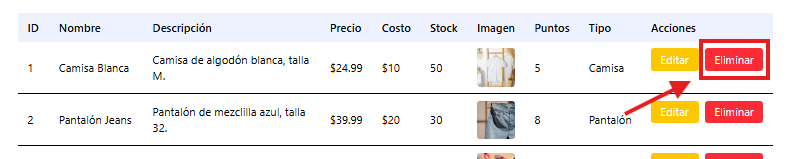 ID Nombre Descripción Precio Costo Stock Imagen Puntos Tipo Acciones
1 Camisa Blanca Camisa de algodón blanca, talla M. $24.99 $10 50 5 Camisa Editar Eliminar
2 Pantalón Jeans Pantalón de mezclilla azul, talla 32. $39.99 $20 30 8 Pantalón Editar Eliminar